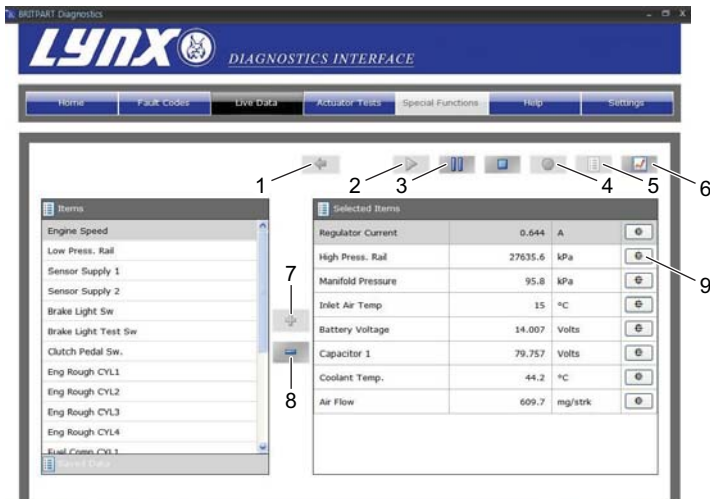 BRITPART Diagnostics
LYNX DIAGNOSTICS INTERFACE
Home Fault Codes Live Data Actuator Tests Special Functions Help Settings
1 2 3 4 5 6
Items
Engine Speed
Low Press. Rail
Sensor Supply 1
Sensor Supply 2
Brake Light Sw
Brake Light Test Sw
Clutch Pedal Sw.
Eng Rough CYL1
Eng Rough CYL2
Eng Rough CYL3
Eng Rough CYL4
Fuel Comp CYL1
Saved Data
7
8
Selected Items
Regulator Current 0.644 A
High Press. Rail 27635.6 kPa
Manifold Pressure 95.8 kPa
Inlet Air Temp 15 °C
Battery Voltage 14.007 Volts
Capacitor 1 79.757 Volts
Coolant Temp. 44.2 °C
Air Flow 609.7 mg/strk
9